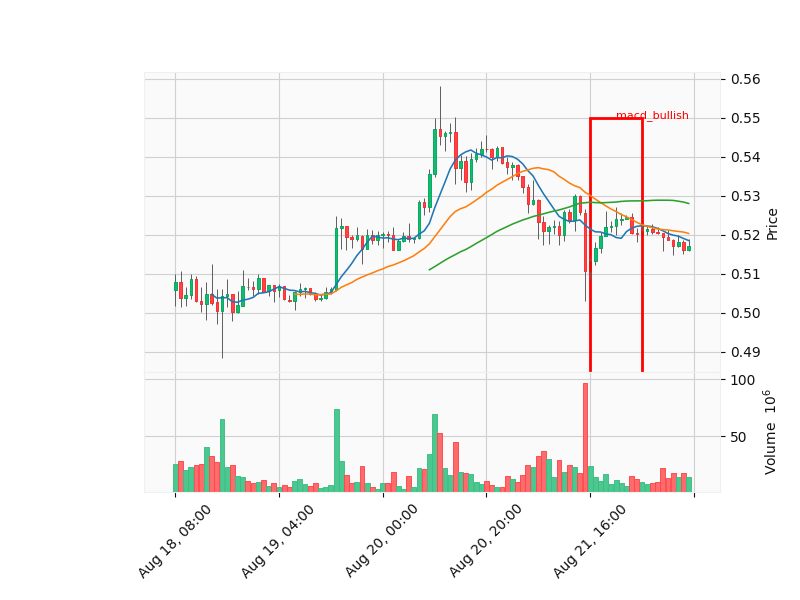 0.56
macd_bullish
0.55
0.54
0.53
0.52
0.51
0.50
0.49
Price
100
50
Volume 10^6
Aug 18, 08:00
Aug 19, 04:00
Aug 20, 00:00
Aug 20, 20:00
Aug 21, 16:00